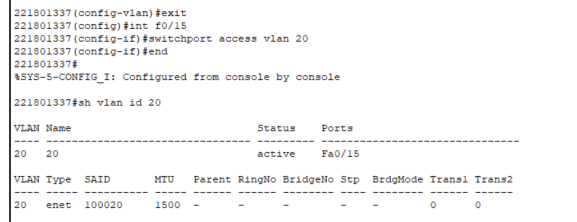 221801337(config-vlan)#exit
221801337(config)#int f0/15
221801337(config-if)#switchport access vlan 20
221801337(config-if)#end
221801337#
%SYS-5-CONFIG_I: Configured from console by console
221801337#sh vlan id 20
VLAN Name                             Status    Ports
---- -------------------------------- --------- -------------------------------
20   20                               active    Fa0/15
VLAN Type  SAID       MTU   Parent RingNo BridgeNo Stp  BrdgMode Trans1 Trans2
---- ----- ---------- ----- ------ ------ -------- ---- -------- ------ ------
20   enet  100020     1500  -      -      -        -    -        0      0